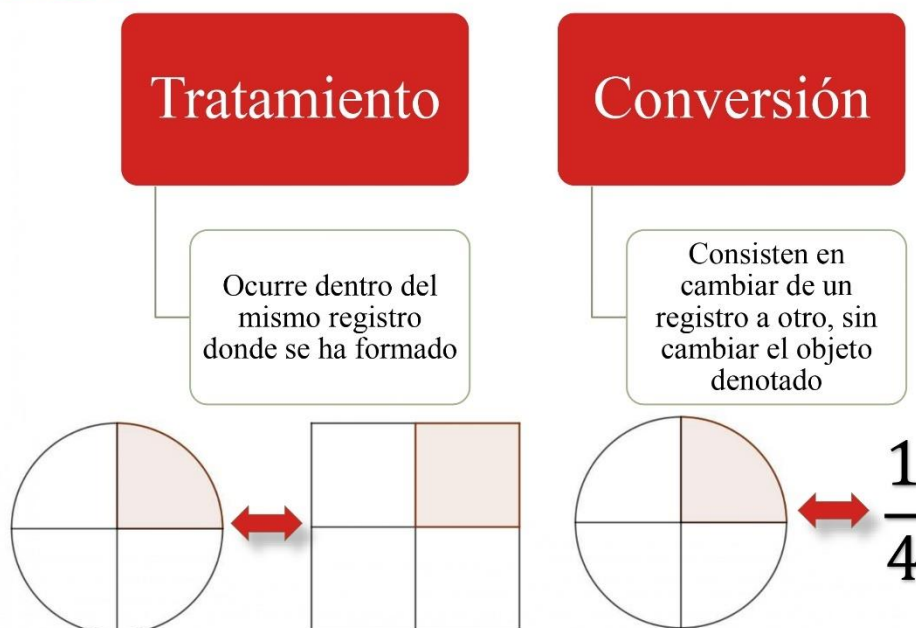 Tratamiento
Conversión
Ocurre dentro del
mismo registro
donde se ha formado
Consisten en
cambiar de un
registro a otro, sin
cambiar el objeto
denotado
1
4